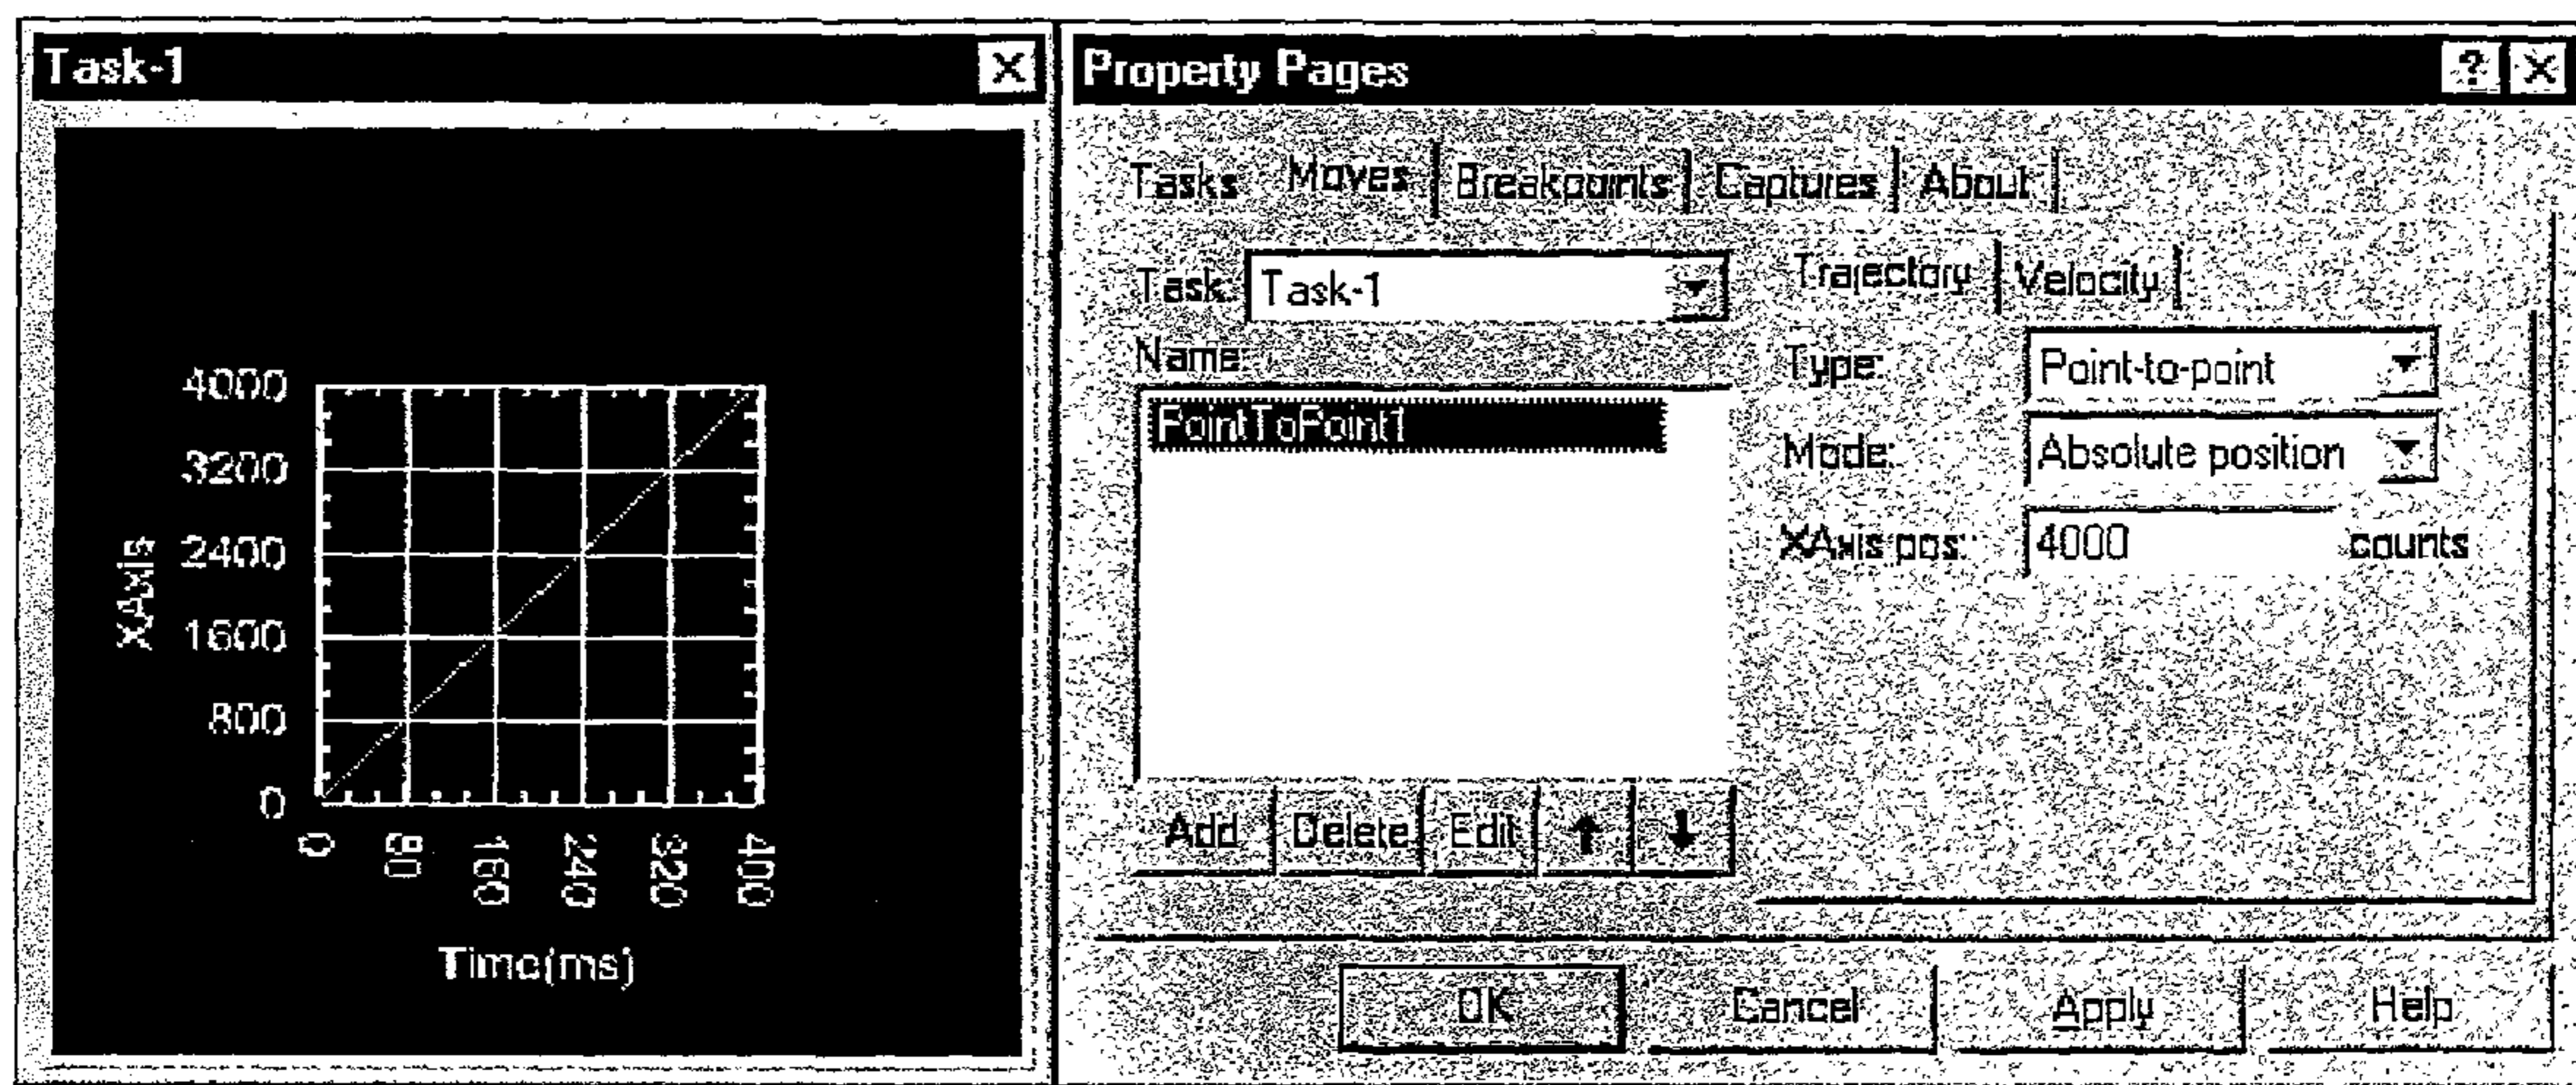 Task-1
4000
3200
2400
1600
800
0
XAxis
0 80 160 240 320 400
Time(ms)
Property Pages
Tasks Moves Breakpoints Captures About
Task: Task-1
Name:
PointToPoint1
Add Delete Edit
Trajectory Velocity
Type: Point-to-point
Mode: Absolute position
XAxis pos: 4000 counts
OK Cancel Apply Help